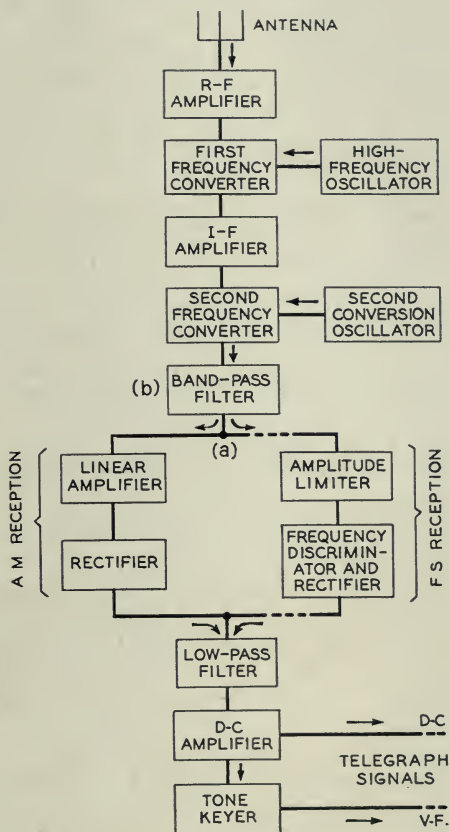 ANTENNA
R-F
AMPLIFIER
FIRST
FREQUENCY
CONVERTER
HIGH-
FREQUENCY
OSCILLATOR
I-F
AMPLIFIER
SECOND
FREQUENCY
CONVERTER
SECOND
CONVERSION
OSCILLATOR
(b)
BAND-PASS
FILTER
(a)
AM RECEPTION
LINEAR
AMPLIFIER
RECTIFIER
AMPLITUDE
LIMITER
FREQUENCY
DISCRIMIN-
ATOR AND
RECTIFIER
FS RECEPTION
LOW-PASS
FILTER
D-C
AMPLIFIER
D-C
TELEGRAPH
SIGNALS
TONE
KEYER
V-F.